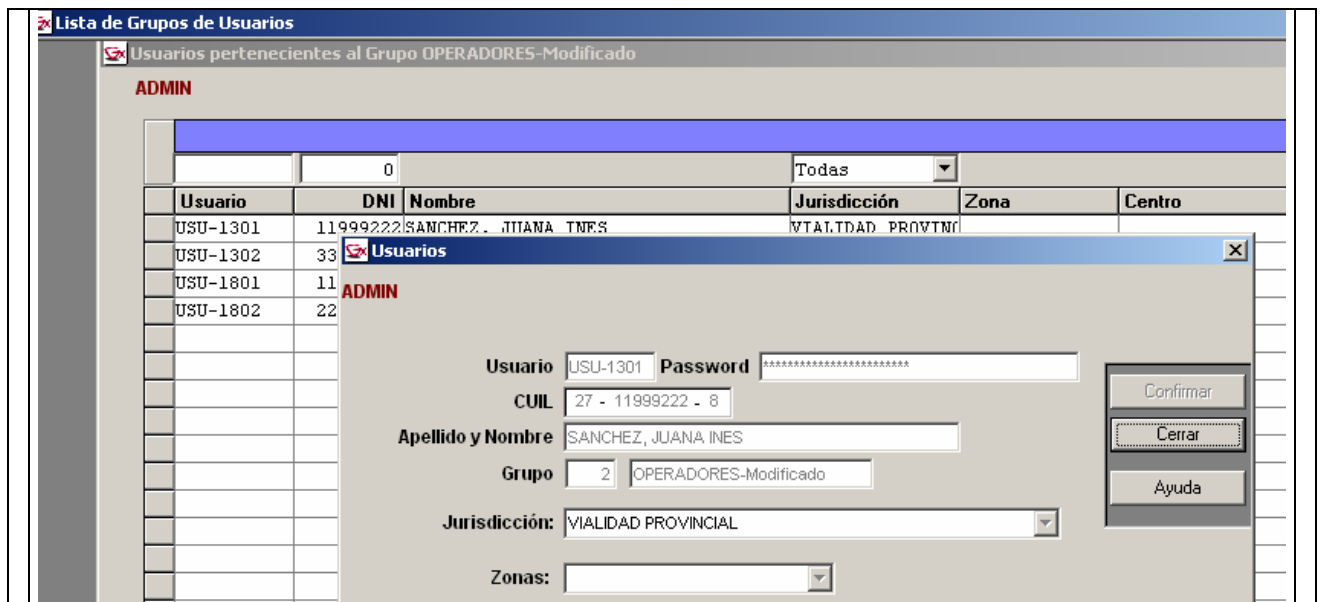 Lista de Grupos de Usuarios
Usuarios pertenecientes al Grupo OPERADORES-Modificado
ADMIN
0 Todas
Usuario DNI Nombre Jurisdicción Zona Centro
USU-1301 11999222 SANCHEZ, JUANA INES VIALIDAD PROVINC
USU-1302 33
USU-1801 11
USU-1802 22
Usuarios
ADMIN
Usuario USU-1301 Password ************************
CUIL 27 - 11999222 - 8
Apellido y Nombre SANCHEZ, JUANA INES
Grupo 2 OPERADORES-Modificado
Jurisdicción: VIALIDAD PROVINCIAL
Zonas:
Confirmar
Cerrar
Ayuda